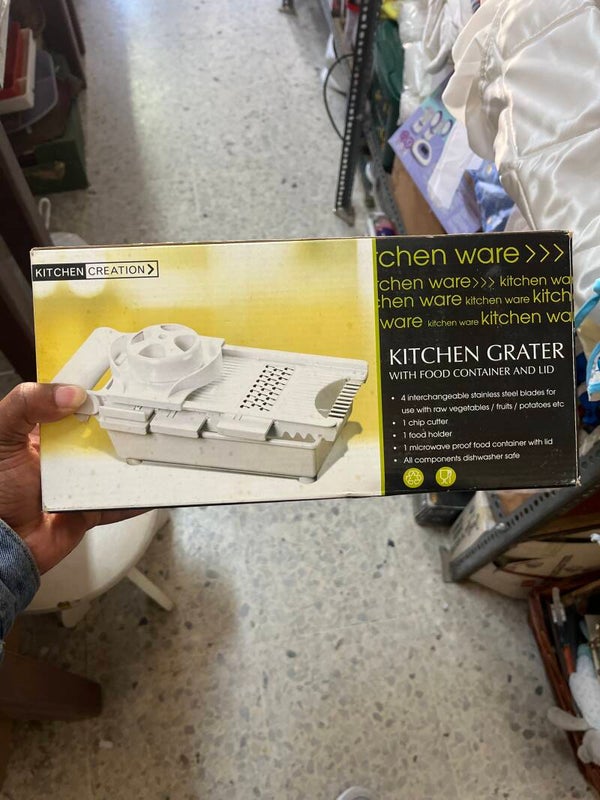 KITCHEN CREATION
chen ware >>>
chen ware >>> kitchen wa
hen ware kitchen ware kitch
ware kitchen ware kitchen wa
KITCHEN GRATER
WITH FOOD CONTAINER AND LID
• 4 interchangeable stainless steel blades for
use with raw vegetables / fruits / potatoes etc
• 1 chip cutter
• 1 food holder
• 1 microwave proof food container with lid
• All components dishwasher safe